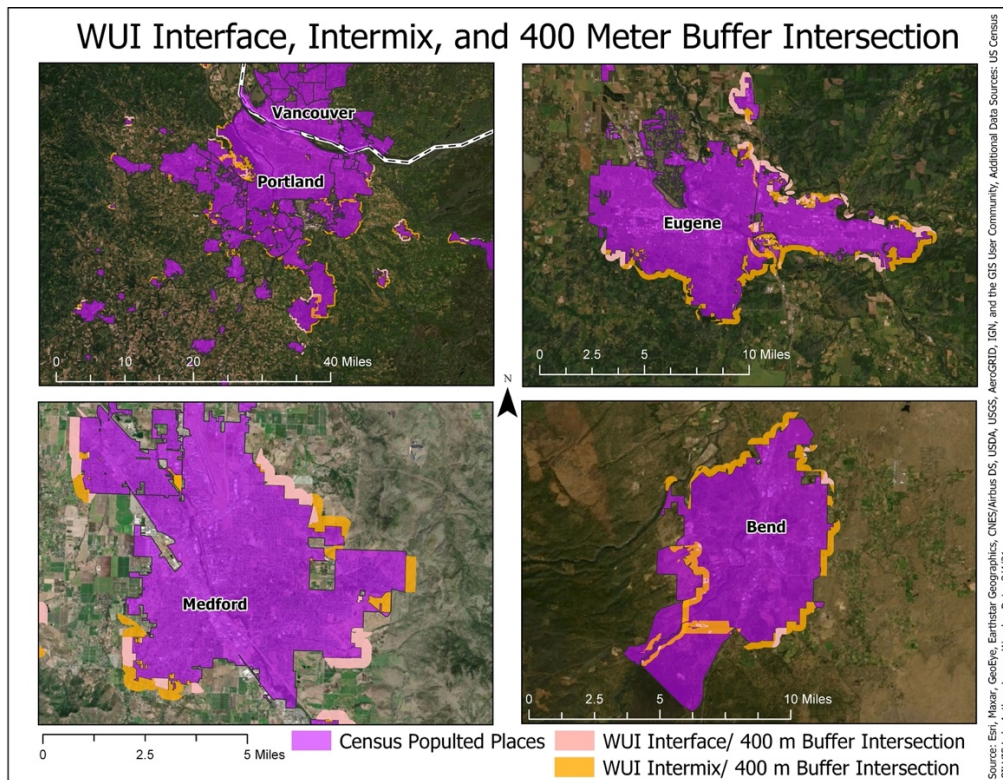 WUI Interface, Intermix, and 400 Meter Buffer Intersection
Vancouver
Portland
0 20 40 Miles
Eugene
0 2.5 5 10 Miles
N
Medford
0 2.5 5 Miles
Bend
0 5 10 Miles
Census Populted Places
WUI Interface/ 400 m Buffer Intersection
WUI Intermix/ 400 m Buffer Intersection
Source: Esri, Maxar, GeoEye, Earthstar Geographics, CNES/Airbus DS, USDA, USGS, AeroGRID, IGN, and the GIS User Community, Additional Data Sources: US Census